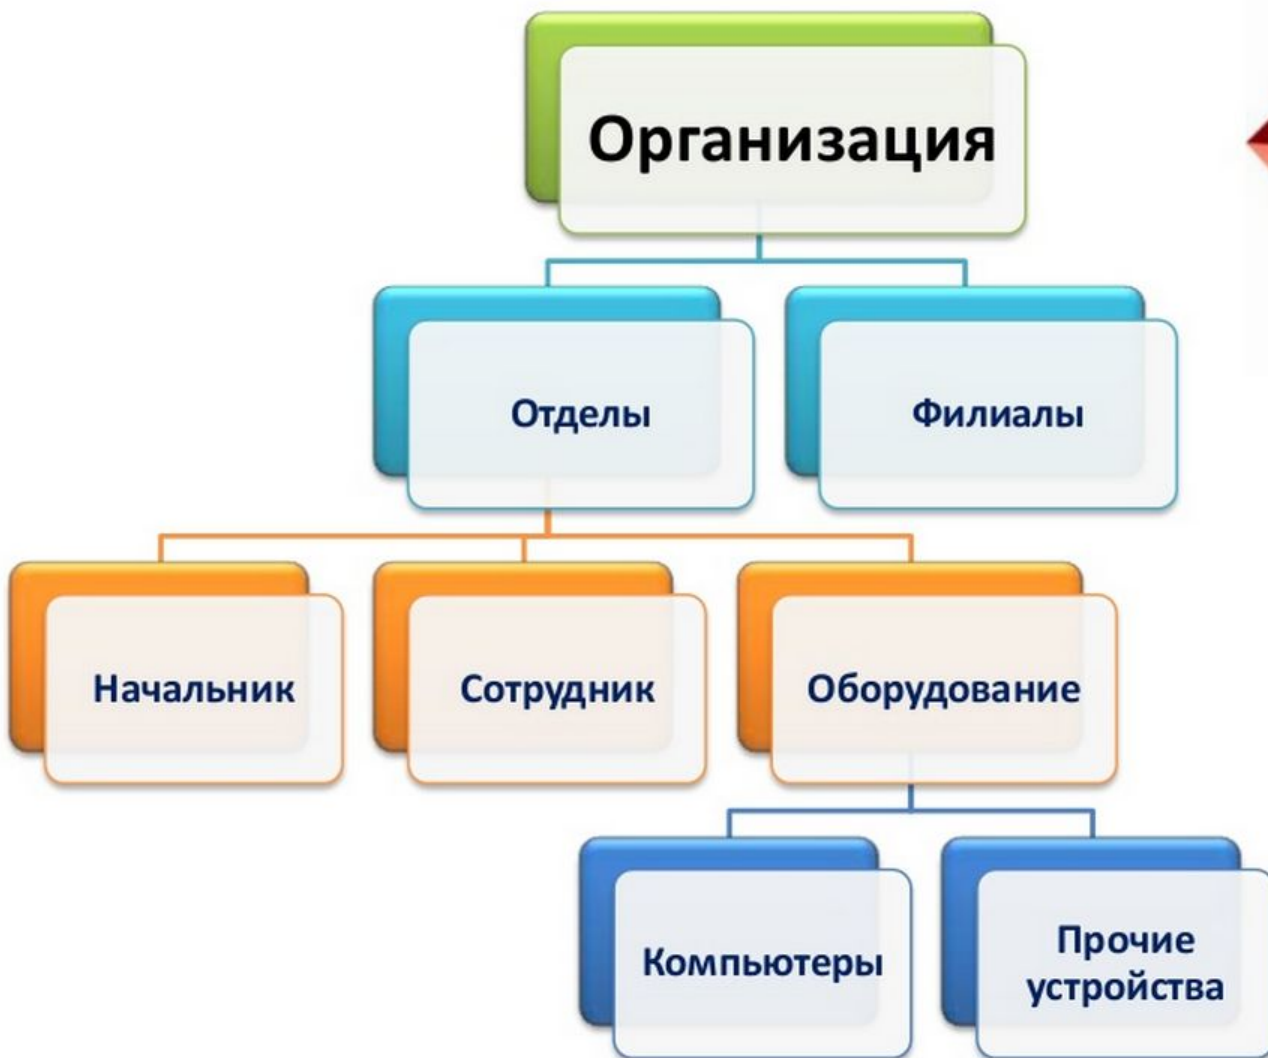 Организация
Отделы
Филиалы
Начальник
Сотрудник
Оборудование
Компьютеры
Прочие
устройства